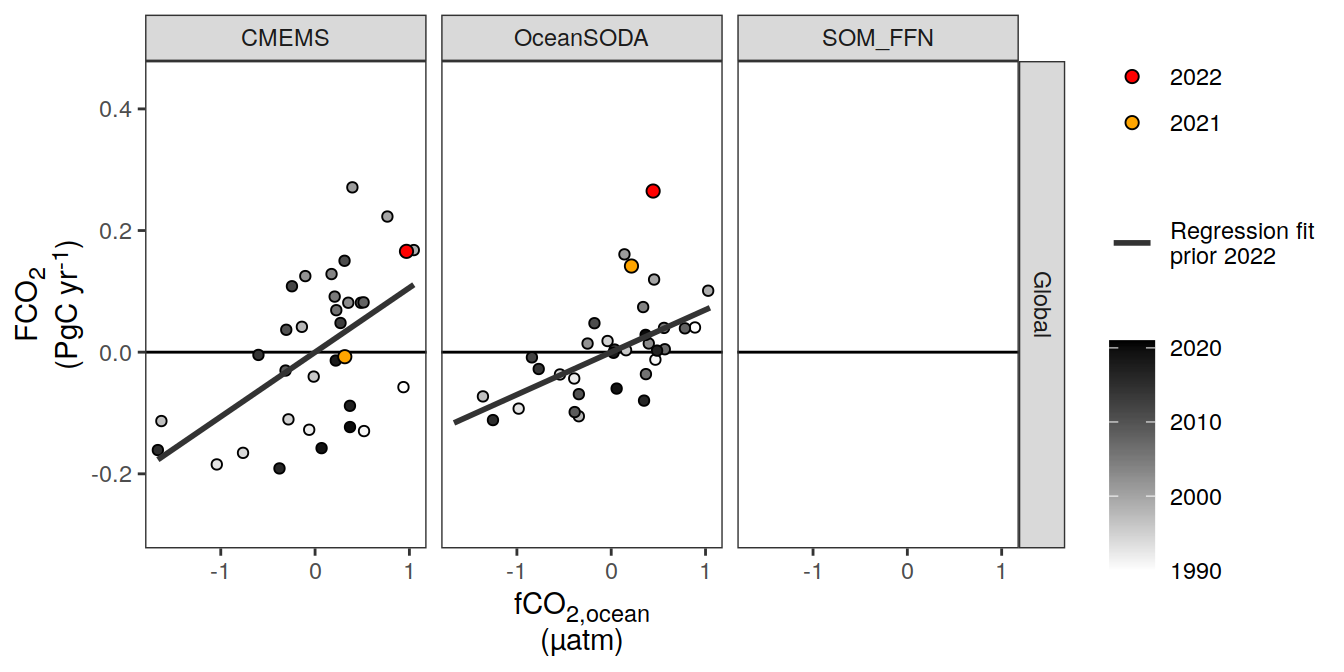 CMEMS
OceanSODA
SOM_FFN
Global
FCO2
(PgC yr-1)
0.4
0.2
0.0
-0.2
-1 0 1
-1 0 1
-1 0 1
fCO2,ocean
(µatm)
2022
2021
Regression fit
prior 2022
2020
2010
2000
1990